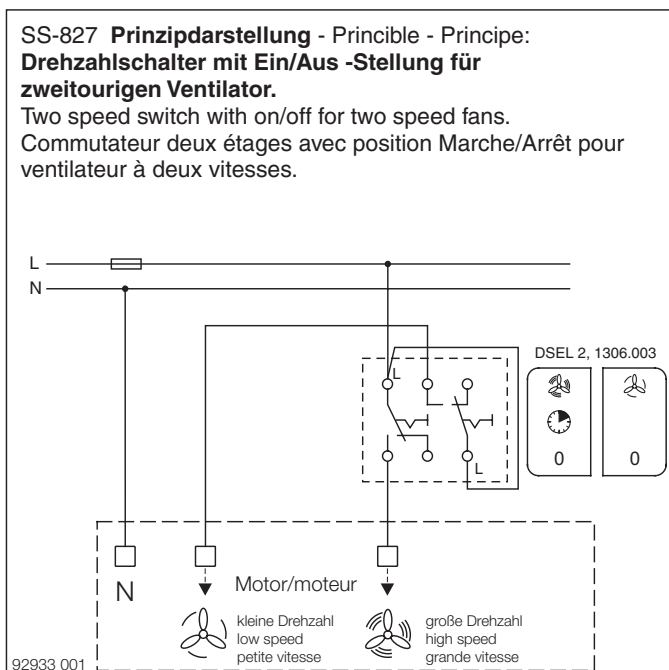 SS-827 Prinzipdarstellung - Princible - Principe:
Drehzahlschalter mit Ein/Aus -Stellung für
zweitourigen Ventilator.
Two speed switch with on/off for two speed fans.
Commutateur deux étages avec position Marche/Arrêt pour
ventilateur à deux vitesses.
L
N
DSEL 2, 1306.003
L
0
0
L
N
Motor/moteur
kleine Drehzahl
low speed
petite vitesse
große Drehzahl
high speed
grande vitesse
92933 001